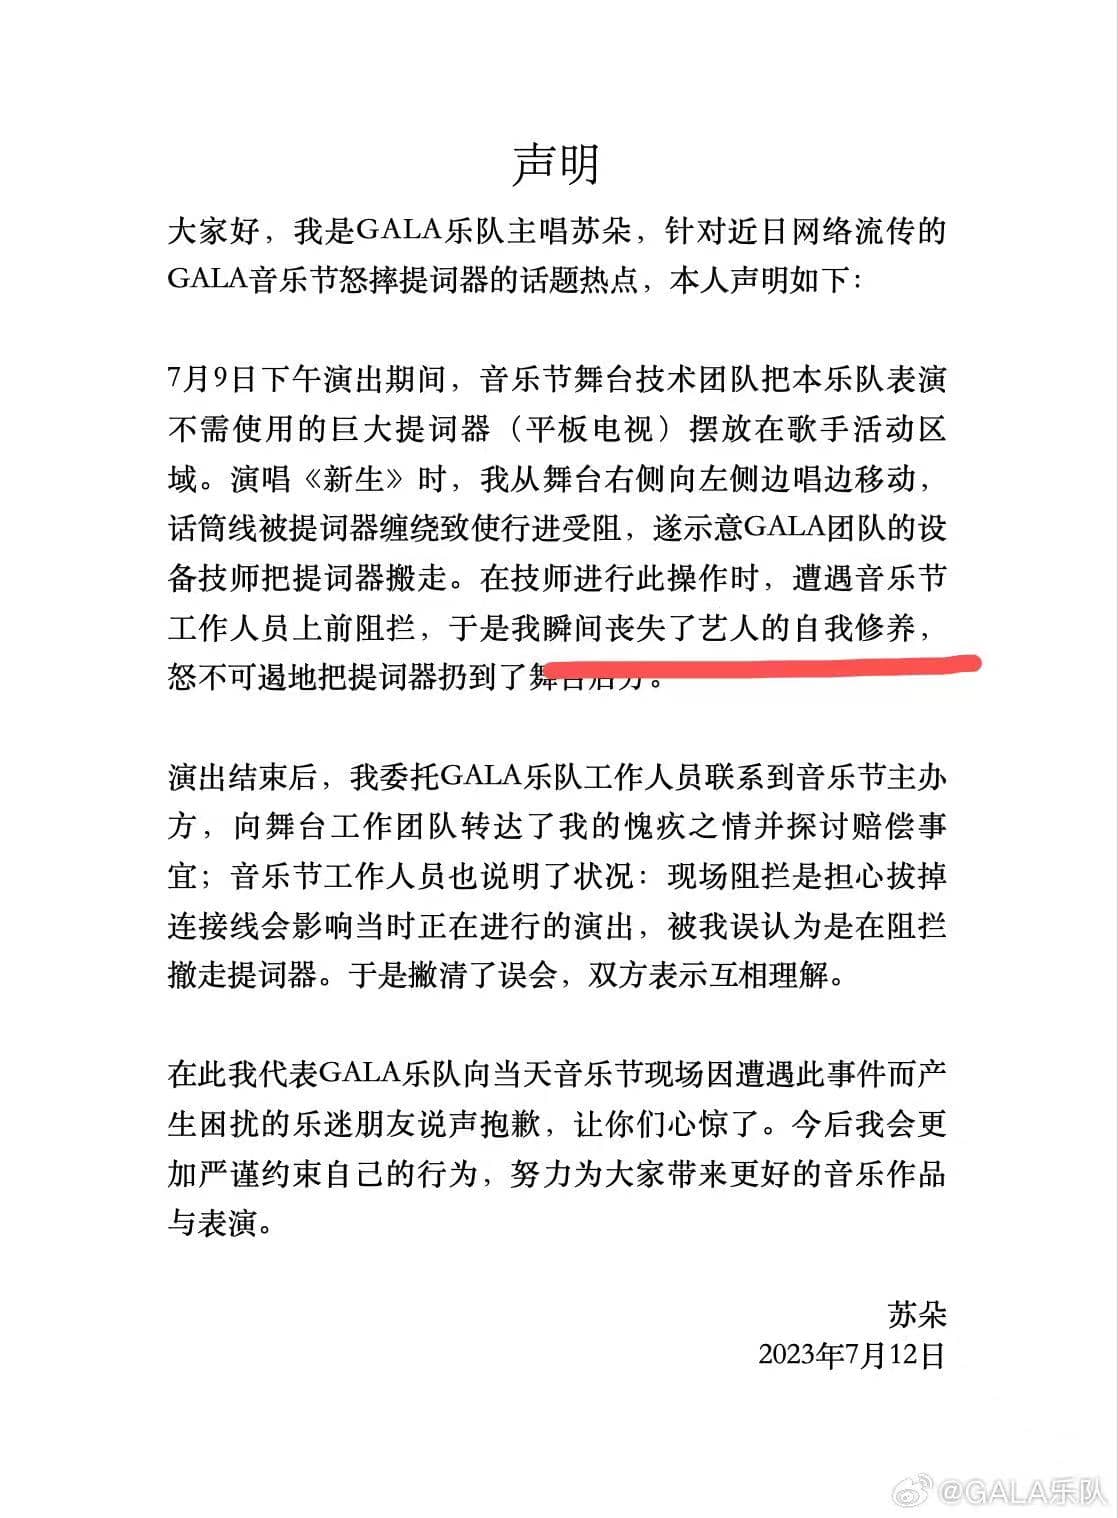 声明
大家好，我是GALA乐队主唱苏朵，针对近日网络流传的
GALA音乐节怒摔提词器的话题热点，本人声明如下：
7月9日下午演出期间，音乐节舞台技术团队把本乐队表演
不需使用的巨大提词器（平板电视）摆放在歌手活动区
域。演唱《新生》时，我从舞台右侧向左侧边唱边移动，
话筒线被提词器缠绕致使行进受阻，遂示意GALA团队的设
备技师把提词器搬走。在技师进行此操作时，遭遇音乐节
工作人员上前阻拦，于是我瞬间丧失了艺人的自我修养，
怒不可遏地把提词器扔到了舞台后方。
演出结束后，我委托GALA乐队工作人员联系到音乐节主办
方，向舞台工作团队转达了我的愧疚之情并探讨赔偿事
宜；音乐节工作人员也说明了状况：现场阻拦是担心拔掉
连接线会影响当时正在进行的演出，被我误认为是在阻拦
撤走提词器。于是撇清了误会，双方表示互相理解。
在此我代表GALA乐队向当天音乐节现场因遭遇此事件而产
生困扰的乐迷朋友说声抱歉，让你们心惊了。今后我会更
加严谨约束自己的行为，努力为大家带来更好的音乐作品
与表演。
苏朵
2023年7月12日
@GALA乐队